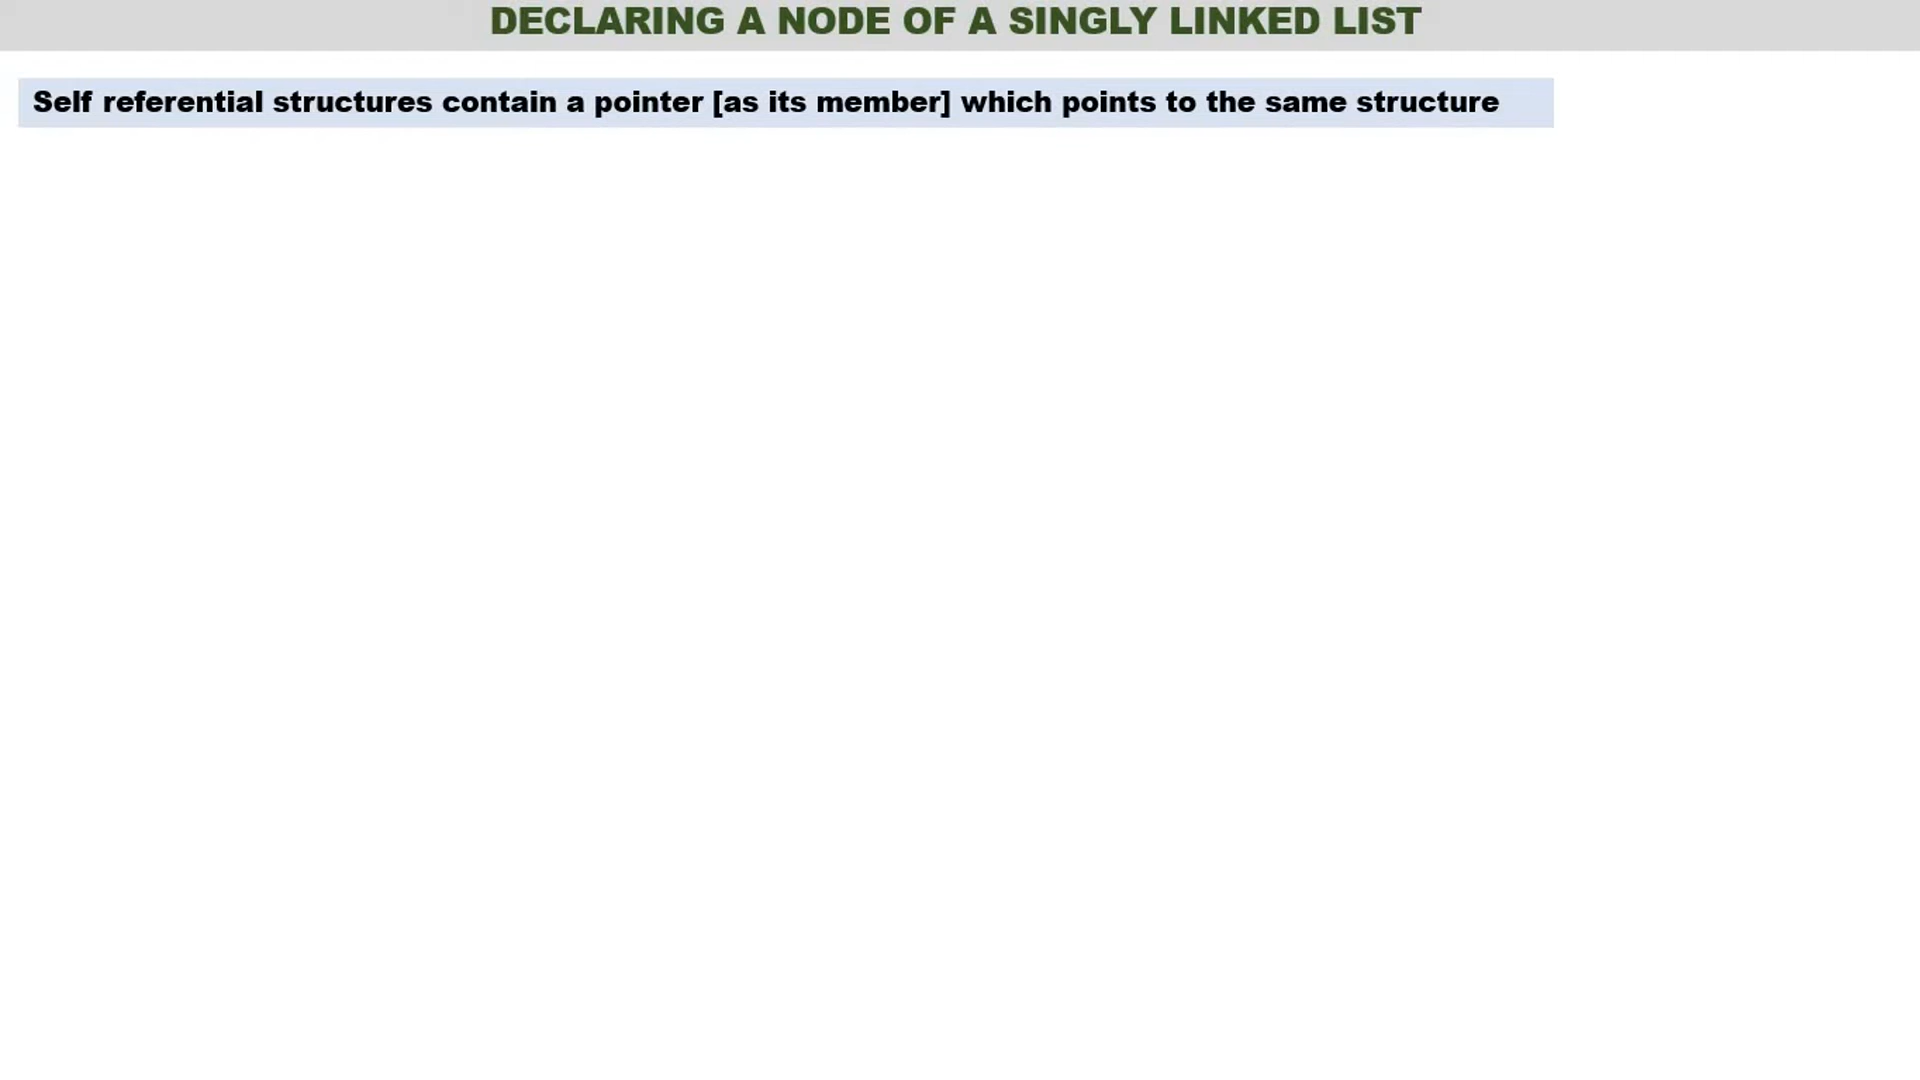 DECLARING A NODE OF A SINGLY LINKED LIST
Self referential structures contain a pointer [as its member] which points to the same structure